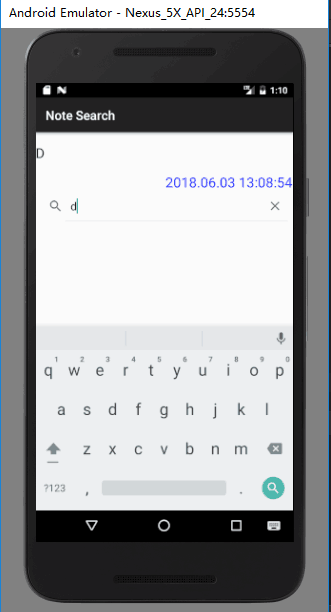 Android Emulator - Nexus_5X_API_24:5554
1:10
Note Search
D
2018.06.03 13:08:54
d
1 2 3 4 5 6 7 8 9 0
q w e r t y u i o p
a s d f g h j k l
z x c v b n m
?123 , .